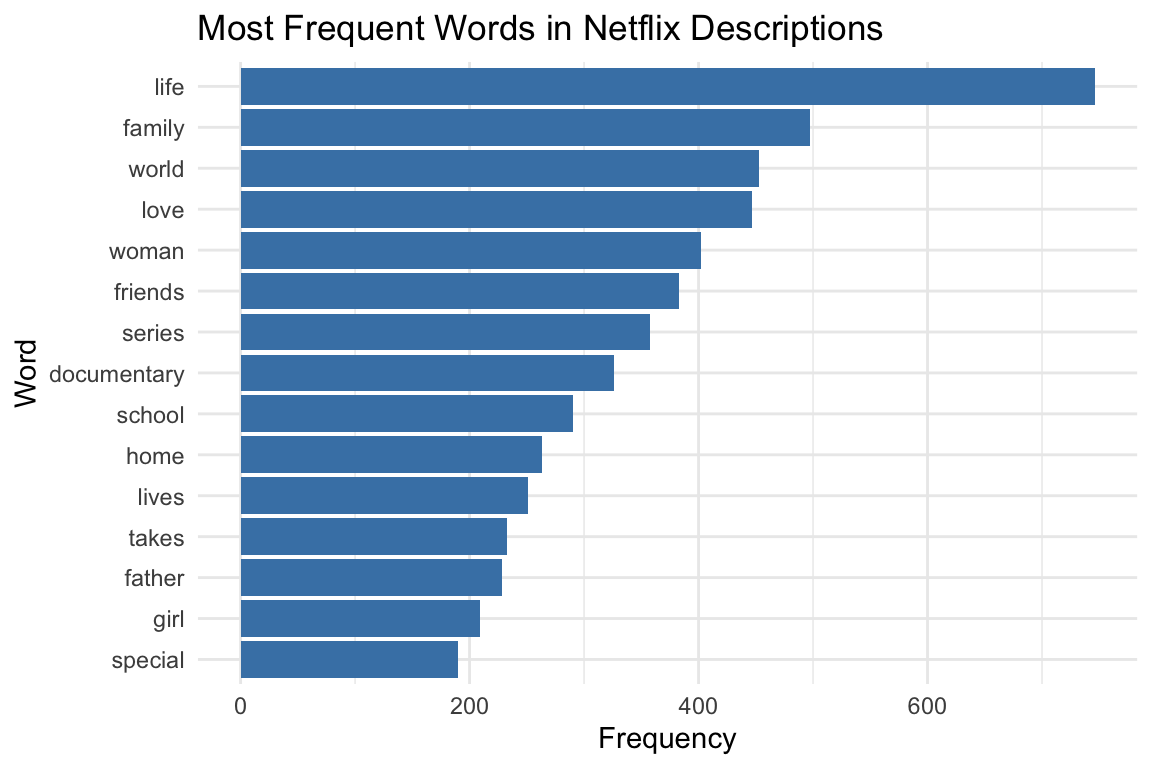 Most Frequent Words in Netflix Descriptions
life
family
world
love
woman
friends
series
documentary
school
home
lives
takes
father
girl
special
Word
0 200 400 600
Frequency